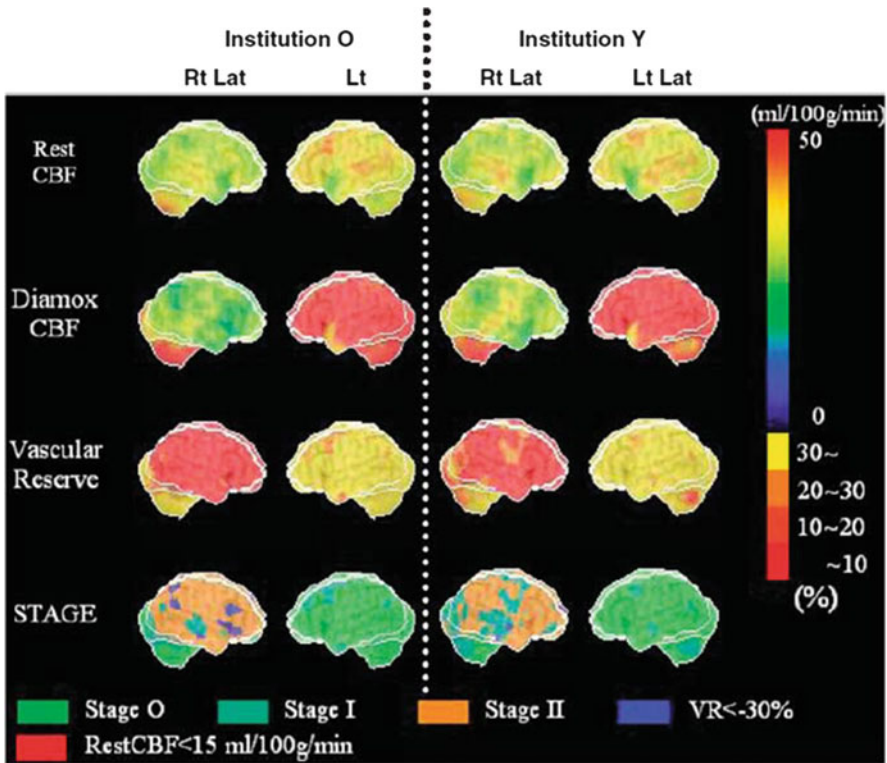 Institution O Institution Y
Rt Lat Lt Rt Lat Lt Lat
(ml/100g/min)
50
Rest
CBF
Diamox
CBF
0
Vascular
Reserve
30~
20~30
10~20
~10
(%)
STAGE
Stage O Stage I Stage II VR<-30%
RestCBF<15 ml/100g/min